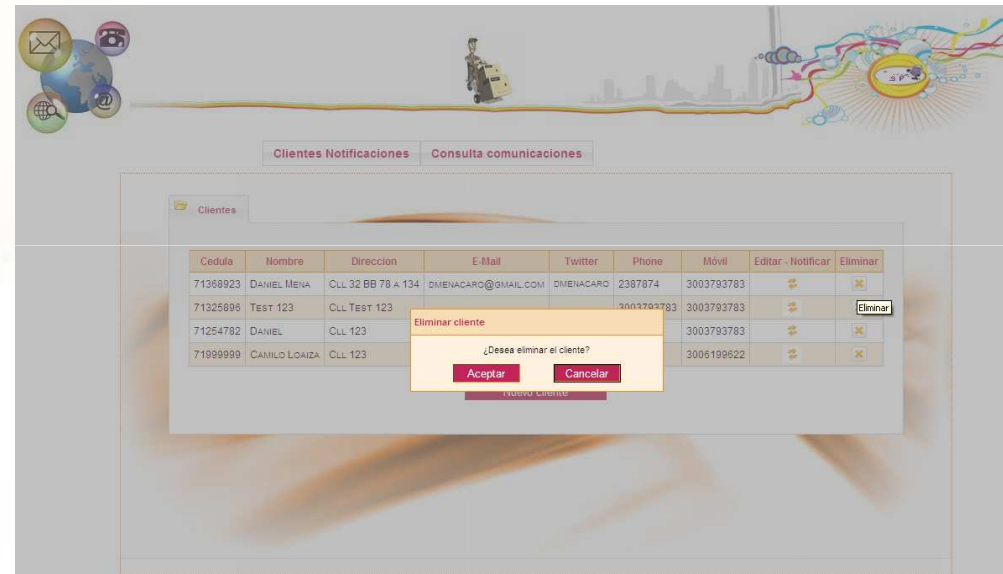 Clientes Notificaciones Consulta comunicaciones
Clientes
Cedula Nombre Direccion E-Mail Twitter Phone Móvil Editar - Notificar Eliminar
71368923 DANIEL MENA CLL 32 BB 78 A 134 DMENACARO@GMAIL.COM DMENACARO 2387874 3003793783
71325896 TEST 123 CLL TEST 123 3003793783 3003793783
Eliminar
71254782 DANIEL CLL 123 3003793783
71999999 CAMILO LOAIZA CLL 123 3006199622
Eliminar cliente
¿Desea eliminar el cliente?
Aceptar Cancelar
Nuevo Cliente